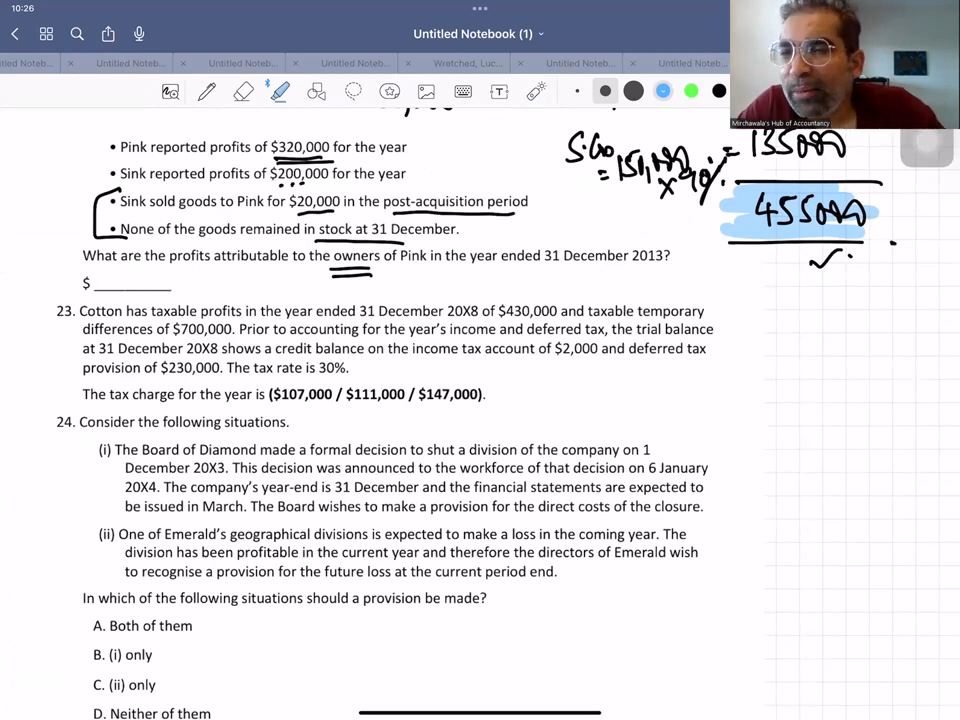 10:26
Untitled Notebook (1)
Untitled Noteb...
Untitled Noteb...
Untitled Noteb...
Wretched, Luc...
Untitled Noteb...
Untitled Noteb...
Mirchawala's Hub of Accountancy
• Pink reported profits of $320,000 for the year
• Sink reported profits of $200,000 for the year
• Sink sold goods to Pink for $20,000 in the post-acquisition period
• None of the goods remained in stock at 31 December.
What are the profits attributable to the owners of Pink in the year ended 31 December 2013?
$ __________
= 150,000 x 90% = 135000
455000
23. Cotton has taxable profits in the year ended 31 December 20X8 of $430,000 and taxable temporary
differences of $700,000. Prior to accounting for the year's income and deferred tax, the trial balance
at 31 December 20X8 shows a credit balance on the income tax account of $2,000 and deferred tax
provision of $230,000. The tax rate is 30%.
The tax charge for the year is ($107,000 / $111,000 / $147,000).
24. Consider the following situations.
(i) The Board of Diamond made a formal decision to shut a division of the company on 1
December 20X3. This decision was announced to the workforce of that decision on 6 January
20X4. The company's year-end is 31 December and the financial statements are expected to
be issued in March. The Board wishes to make a provision for the direct costs of the closure.
(ii) One of Emerald's geographical divisions is expected to make a loss in the coming year. The
division has been profitable in the current year and therefore the directors of Emerald wish
to recognise a provision for the future loss at the current period end.
In which of the following situations should a provision be made?
A. Both of them
B. (i) only
C. (ii) only
D. Neither of them